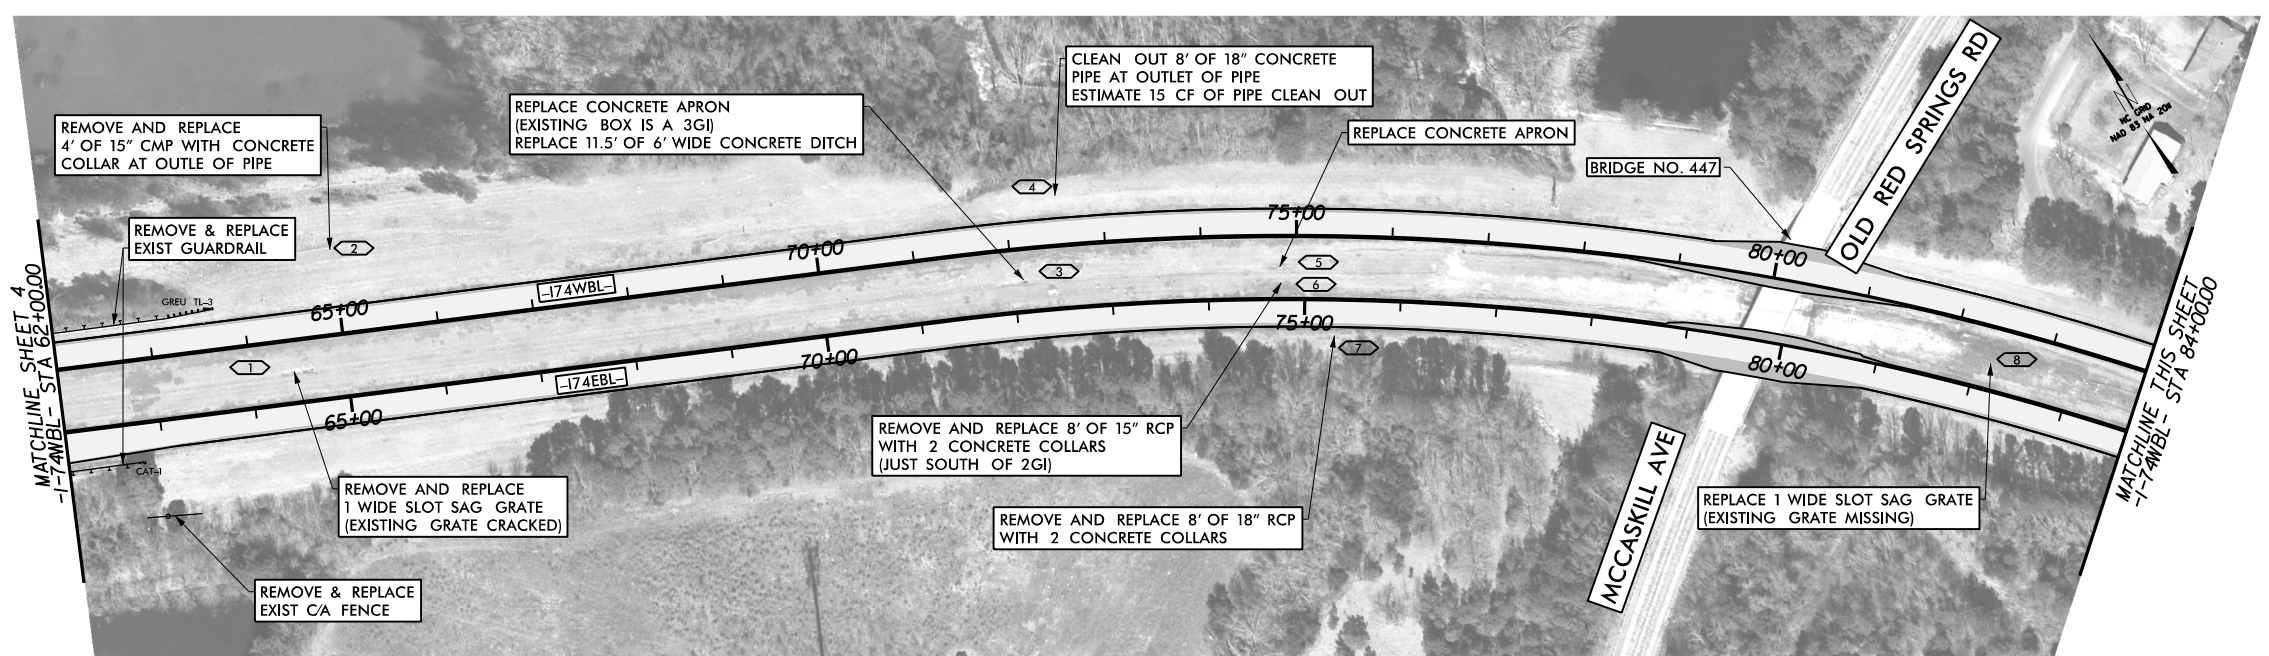 CLEAN OUT 8' OF 18" CONCRETE
PIPE AT OUTLET OF PIPE
ESTIMATE 15 CF OF PIPE CLEAN OUT
REPLACE CONCRETE APRON
(EXISTING BOX IS A 3GI)
REPLACE 11.5' OF 6' WIDE CONCRETE DITCH
REMOVE AND REPLACE
4' OF 15" CMP WITH CONCRETE
COLLAR AT OUTLE OF PIPE
REPLACE CONCRETE APRON
BRIDGE NO. 447
OLD RED SPRINGS RD
NC GRID
NAD 83 NA 2011
REMOVE & REPLACE
EXIST GUARDRAIL
GREU TL-3
MATCHLINE SHEET 4
-I-74WBL- STA 62+00.00
2
4
3
5
6
1
7
8
65+00
70+00
75+00
80+00
-I74WBL-
65+00
70+00
75+00
80+00
-I74EBL-
CAT-1
REMOVE AND REPLACE
1 WIDE SLOT SAG GRATE
(EXISTING GRATE CRACKED)
REMOVE & REPLACE
EXIST C/A FENCE
REMOVE AND REPLACE 8' OF 15" RCP
WITH 2 CONCRETE COLLARS
(JUST SOUTH OF 2GI)
REMOVE AND REPLACE 8' OF 18" RCP
WITH 2 CONCRETE COLLARS
MCCASKILL AVE
REPLACE 1 WIDE SLOT SAG GRATE
(EXISTING GRATE MISSING)
MATCHLINE THIS SHEET
-I-74WBL- STA 84+00.00